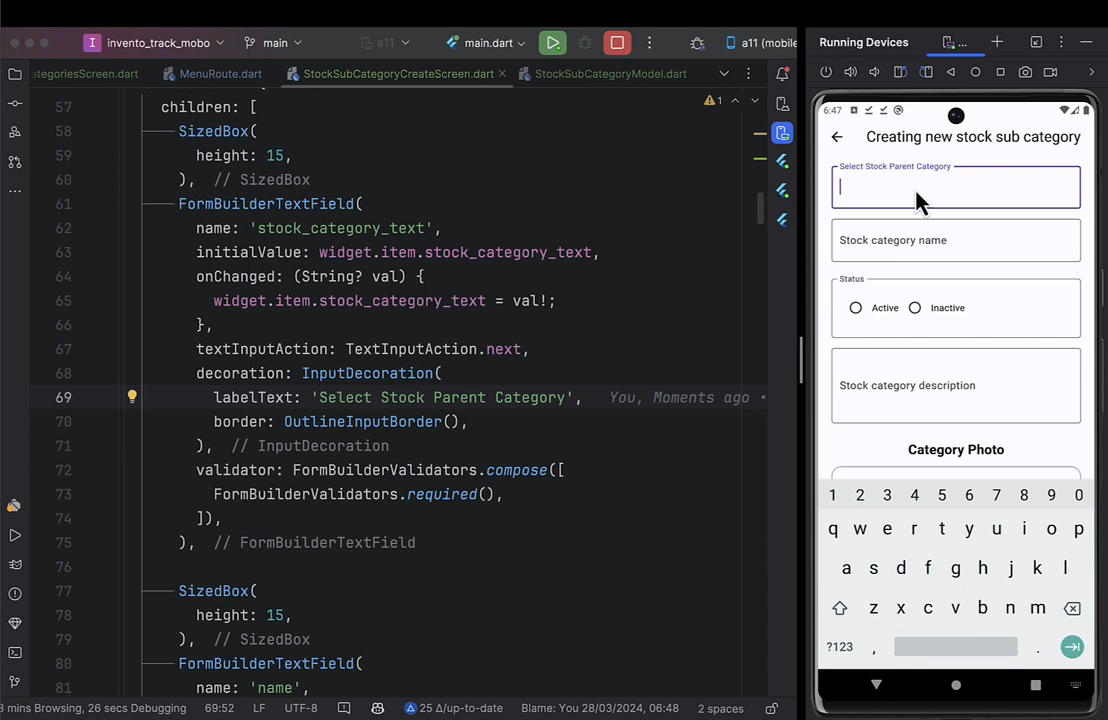 invento_track_mobo
main
a11
main.dart
a11 (mobile
Running Devices
...
ategoriesScreen.dart
MenuRoute.dart
StockSubCategoryCreateScreen.dart
StockSubCategoryModel.dart
1
57 children: [
58 SizedBox(
59 height: 15,
60 ), // SizedBox
61 FormBuilderTextField(
62 name: 'stock_category_text',
63 initialValue: widget.item.stock_category_text,
64 onChanged: (String? val) {
65 widget.item.stock_category_text = val!;
66 },
67 textInputAction: TextInputAction.next,
68 decoration: InputDecoration(
69 labelText: 'Select Stock Parent Category', You, Moments ago •
70 border: OutlineInputBorder(),
71 ), // InputDecoration
72 validator: FormBuilderValidators.compose([
73 FormBuilderValidators.required(),
74 ]),
75 ), // FormBuilderTextField
76
77 SizedBox(
78 height: 15,
79 ), // SizedBox
80 FormBuilderTextField(
81 name: 'name',
3 mins Browsing, 26 secs Debugging
69:52
LF
UTF-8
25 Δ/up-to-date
Blame: You 28/03/2024, 06:48
2 spaces
6:47
Creating new stock sub category
Select Stock Parent Category
Stock category name
Status
Active
Inactive
Stock category description
Category Photo
1 2 3 4 5 6 7 8 9 0
q w e r t y u i o p
a s d f g h j k l
z x c v b n m
?123 , .